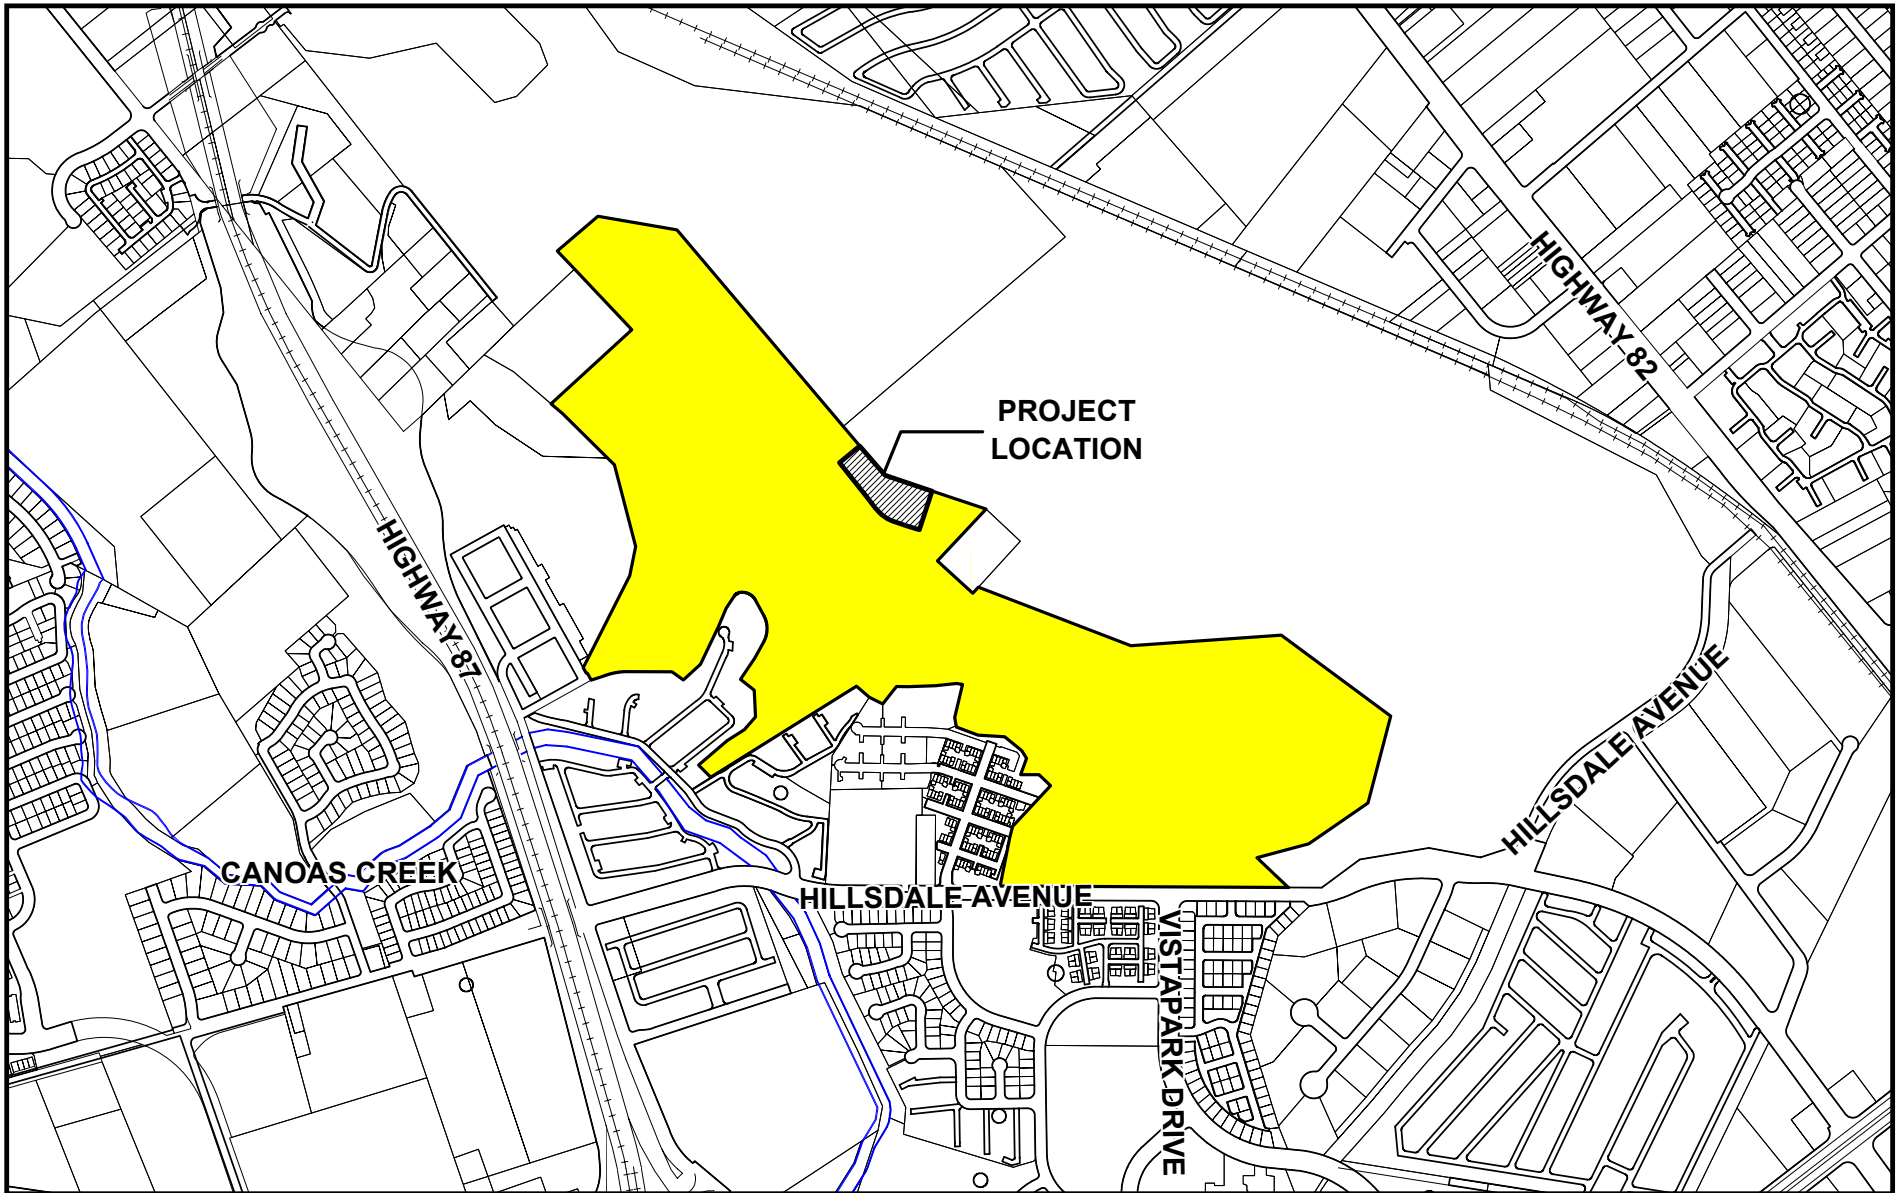 HIGHWAY 82
PROJECT
LOCATION
HIGHWAY 87
HILLSDALE AVENUE
CANOAS CREEK
HILLSDALE AVENUE
VISTAPARK DRIVE